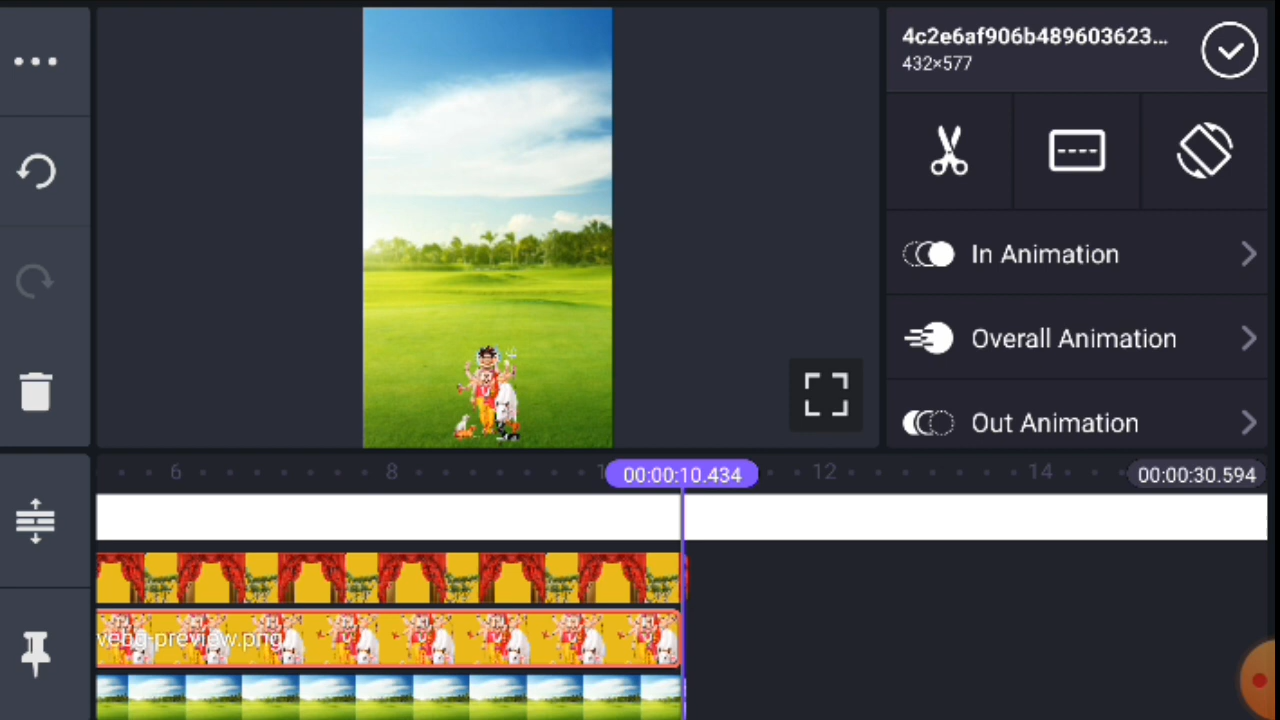 4c2e6af906b489603623...
432×577
In Animation
Overall Animation
Out Animation
6
8
00:00:10.434
12
14
00:00:30.594
vebg-preview.png